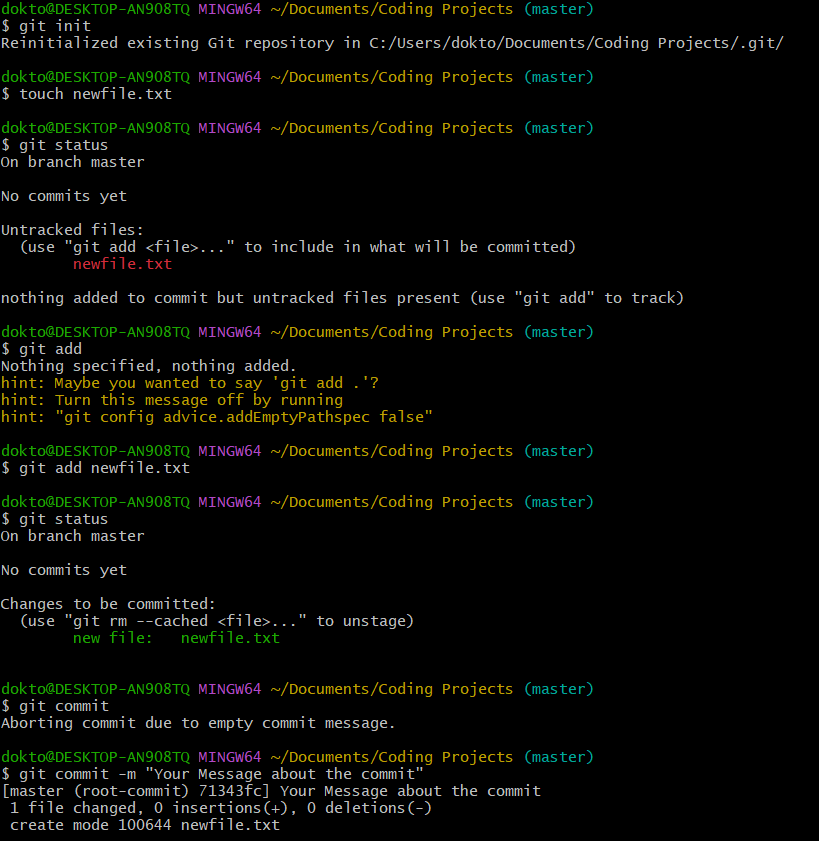 dokto@DESKTOP-AN908TQ MINGW64 ~/Documents/Coding Projects (master)
$ git init
Reinitialized existing Git repository in C:/Users/dokto/Documents/Coding Projects/.git/
dokto@DESKTOP-AN908TQ MINGW64 ~/Documents/Coding Projects (master)
$ touch newfile.txt
dokto@DESKTOP-AN908TQ MINGW64 ~/Documents/Coding Projects (master)
$ git status
On branch master
No commits yet
Untracked files:
  (use "git add <file>..." to include in what will be committed)
        newfile.txt
nothing added to commit but untracked files present (use "git add" to track)
dokto@DESKTOP-AN908TQ MINGW64 ~/Documents/Coding Projects (master)
$ git add
Nothing specified, nothing added.
hint: Maybe you wanted to say 'git add .'?
hint: Turn this message off by running
hint: "git config advice.addEmptyPathspec false"
dokto@DESKTOP-AN908TQ MINGW64 ~/Documents/Coding Projects (master)
$ git add newfile.txt
dokto@DESKTOP-AN908TQ MINGW64 ~/Documents/Coding Projects (master)
$ git status
On branch master
No commits yet
Changes to be committed:
  (use "git rm --cached <file>..." to unstage)
        new file:   newfile.txt
dokto@DESKTOP-AN908TQ MINGW64 ~/Documents/Coding Projects (master)
$ git commit
Aborting commit due to empty commit message.
dokto@DESKTOP-AN908TQ MINGW64 ~/Documents/Coding Projects (master)
$ git commit -m "Your Message about the commit"
[master (root-commit) 71343fc] Your Message about the commit
 1 file changed, 0 insertions(+), 0 deletions(-)
 create mode 100644 newfile.txt